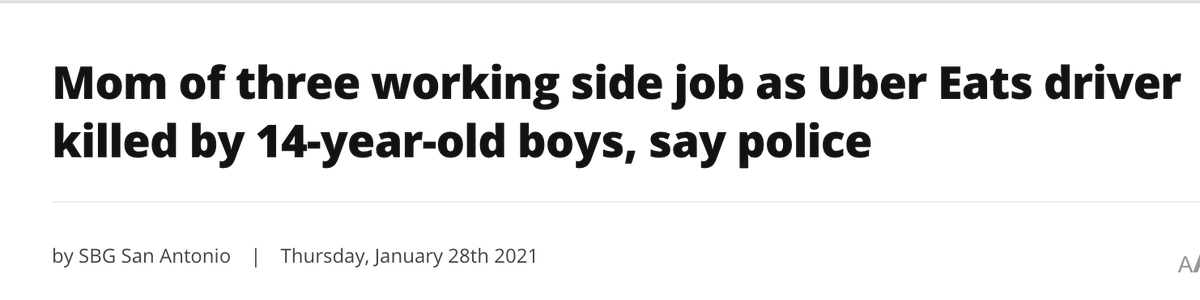 Mom of three working side job as Uber Eats driver
killed by 14-year-old boys, say police
by SBG San Antonio | Thursday, January 28th 2021
A